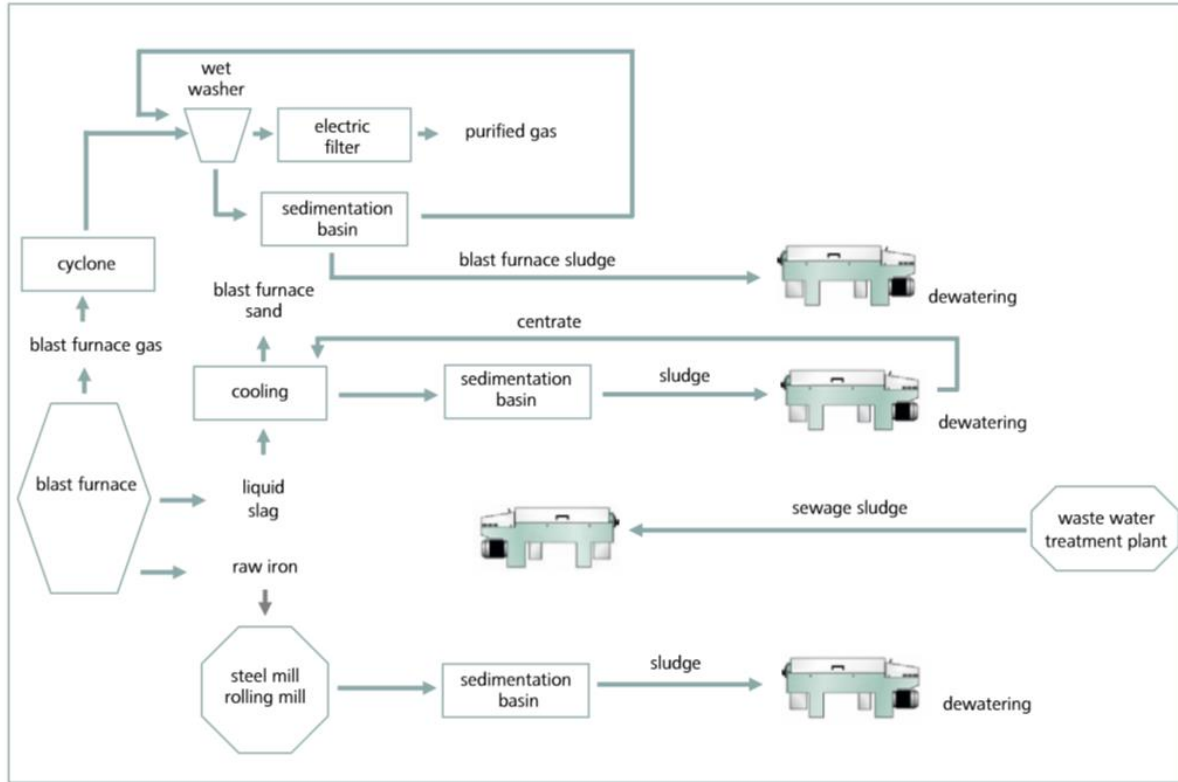 wet
washer
electric
filter
purified gas
sedimentation
basin
cyclone
blast furnace sludge
dewatering
blast furnace
sand
centrate
blast furnace gas
cooling
sedimentation
basin
sludge
dewatering
blast furnace
liquid
slag
sewage sludge
waste water
treatment plant
raw iron
steel mill
rolling mill
sedimentation
basin
sludge
dewatering